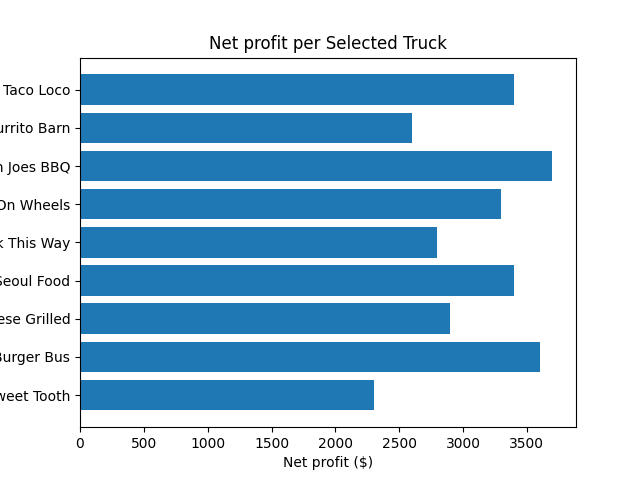 Net profit per Selected Truck
Taco Loco
Barn
Joes BBQ
On Wheels
This Way
Seoul Food
Grilled
Burger Bus
Tooth
0 500 1000 1500 2000 2500 3000 3500
Net profit ($)